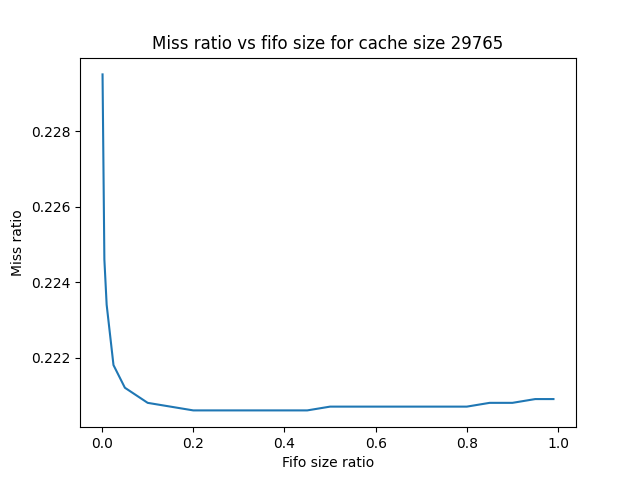 Miss ratio vs fifo size for cache size 29765
0.228
0.226
0.224
0.222
Miss ratio
0.0 0.2 0.4 0.6 0.8 1.0
Fifo size ratio